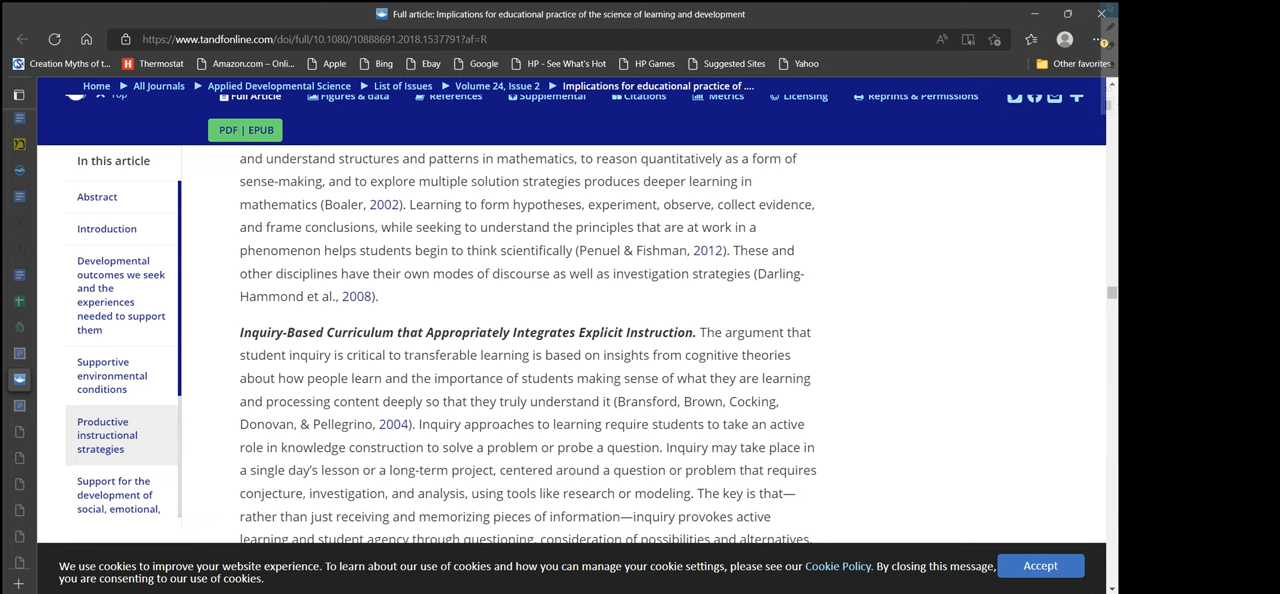 Full article: Implications for educational practice of the science of learning and development
https://www.tandfonline.com/doi/full/10.1080/10888691.2018.1537791?af=R
Creation Myths of t... Thermostat Amazon.com – Onli... Apple Bing Ebay Google HP - See What's Hot HP Games Suggested Sites Yahoo Other favorites
Home ▶ All Journals ▶ Applied Developmental Science ▶ List of Issues ▶ Volume 24, Issue 2 ▶ Implications for educational practice of ....
Top Full Article Figures & data References Supplemental Citations Metrics Licensing Reprints & Permissions
PDF | EPUB
In this article
Abstract
Introduction
Developmental
outcomes we seek
and the
experiences
needed to support
them
Supportive
environmental
conditions
Productive
instructional
strategies
Support for the
development of
social, emotional,
and understand structures and patterns in mathematics, to reason quantitatively as a form of
sense-making, and to explore multiple solution strategies produces deeper learning in
mathematics (Boaler, 2002). Learning to form hypotheses, experiment, observe, collect evidence,
and frame conclusions, while seeking to understand the principles that are at work in a
phenomenon helps students begin to think scientifically (Penuel & Fishman, 2012). These and
other disciplines have their own modes of discourse as well as investigation strategies (Darling-
Hammond et al., 2008).
Inquiry-Based Curriculum that Appropriately Integrates Explicit Instruction. The argument that
student inquiry is critical to transferable learning is based on insights from cognitive theories
about how people learn and the importance of students making sense of what they are learning
and processing content deeply so that they truly understand it (Bransford, Brown, Cocking,
Donovan, & Pellegrino, 2004). Inquiry approaches to learning require students to take an active
role in knowledge construction to solve a problem or probe a question. Inquiry may take place in
a single day's lesson or a long-term project, centered around a question or problem that requires
conjecture, investigation, and analysis, using tools like research or modeling. The key is that—
rather than just receiving and memorizing pieces of information—inquiry provokes active
learning and student agency through questioning, consideration of possibilities and alternatives,
We use cookies to improve your website experience. To learn about our use of cookies and how you can manage your cookie settings, please see our Cookie Policy. By closing this message,
you are consenting to our use of cookies.
Accept